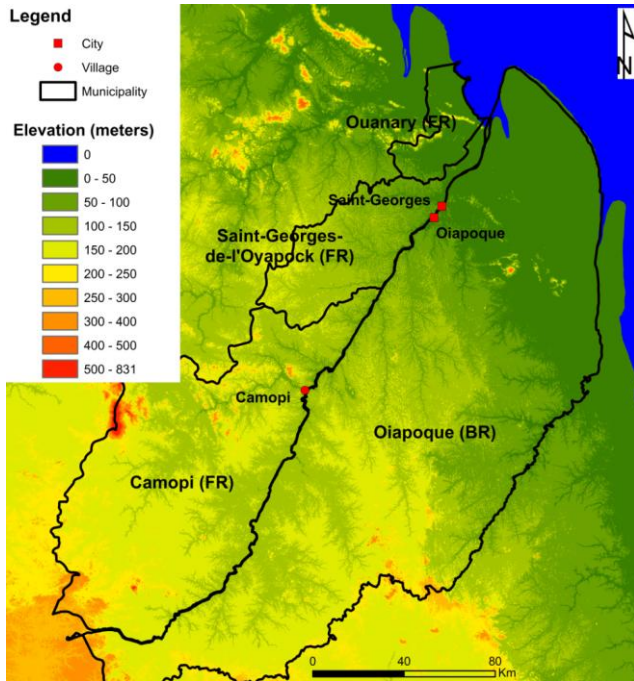 Legend
City
Village
Municipality
Elevation (meters)
0
0 - 50
50 - 100
100 - 150
150 - 200
200 - 250
250 - 300
300 - 400
400 - 500
500 - 831
N
Ouanary (FR)
Saint-Georges
Oiapoque
Saint-Georges-
de-l'Oyapock (FR)
Camopi
Oiapoque (BR)
Camopi (FR)
0 40 80
Km